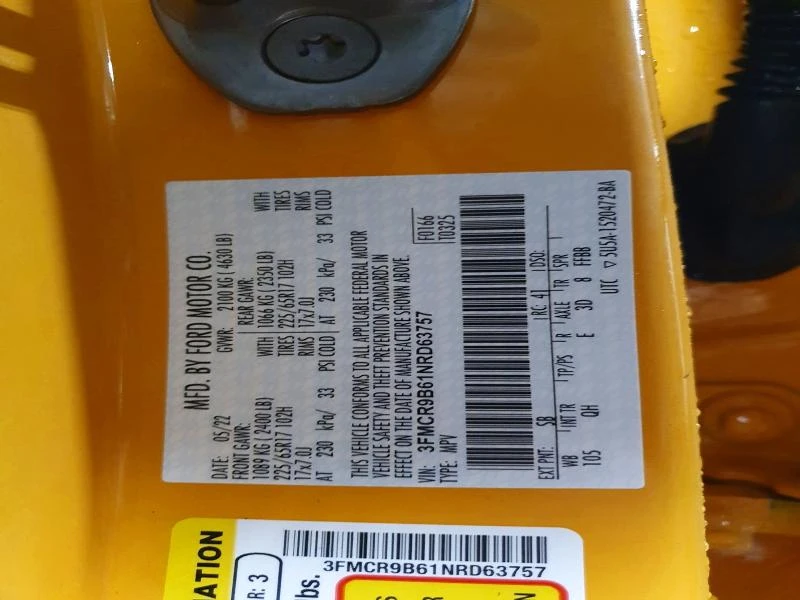 MFD. BY FORD MOTOR CO.
DATE: 05/22 GVWR: 2100 KG ( 4630 LB)
FRONT GAWR: REAR GAWR:
1089 KG ( 2400 LB) WITH 1066 KG ( 2350 LB) WITH
225/65R17 102H TIRES 225/65R17 102H TIRES
17x7.0J RIMS 17x7.0J RIMS
AT 230 kPa/ 33 PSI COLD AT 230 kPa/ 33 PSI COLD
THIS VEHICLE CONFORMS TO ALL APPLICABLE FEDERAL MOTOR
VEHICLE SAFETY AND THEFT PREVENTION STANDARDS IN
EFFECT ON THE DATE OF MANUFACTURE SHOWN ABOVE.
VIN: 3FMCR9B61NRD63757
TYPE: MPV
F0166
T0325
EXT PNT: SB RC: 41 DSO:
WB INT TR TP/PS R AXLE TR SPR
105 QH E 3D 8 FFBB
UTC ▽ 5USA-1520472-BA
ATION
R: 3
lbs.
3FMCR9B61NRD63757